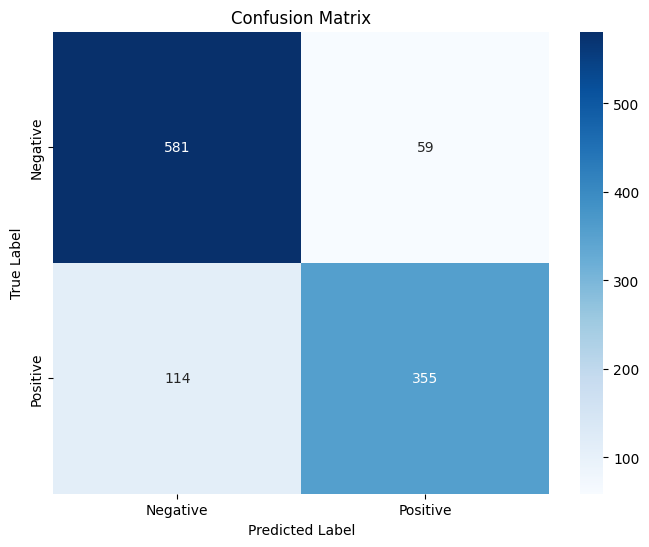 Confusion Matrix
Negative
581
59
500
400
300
200
100
True Label
Positive
114
355
Negative
Positive
Predicted Label